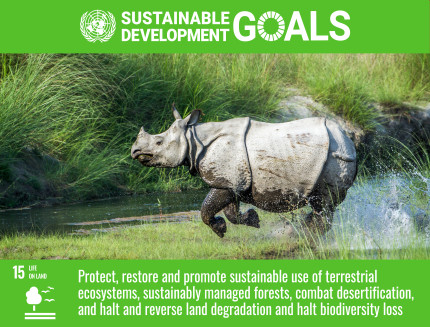 SUSTAINABLE
DEVELOPMENT
GOALS
15 LIFE
ON LAND
Protect, restore and promote sustainable use of terrestrial
ecosystems, sustainably managed forests, combat desertification,
and halt and reverse land degradation and halt biodiversity loss